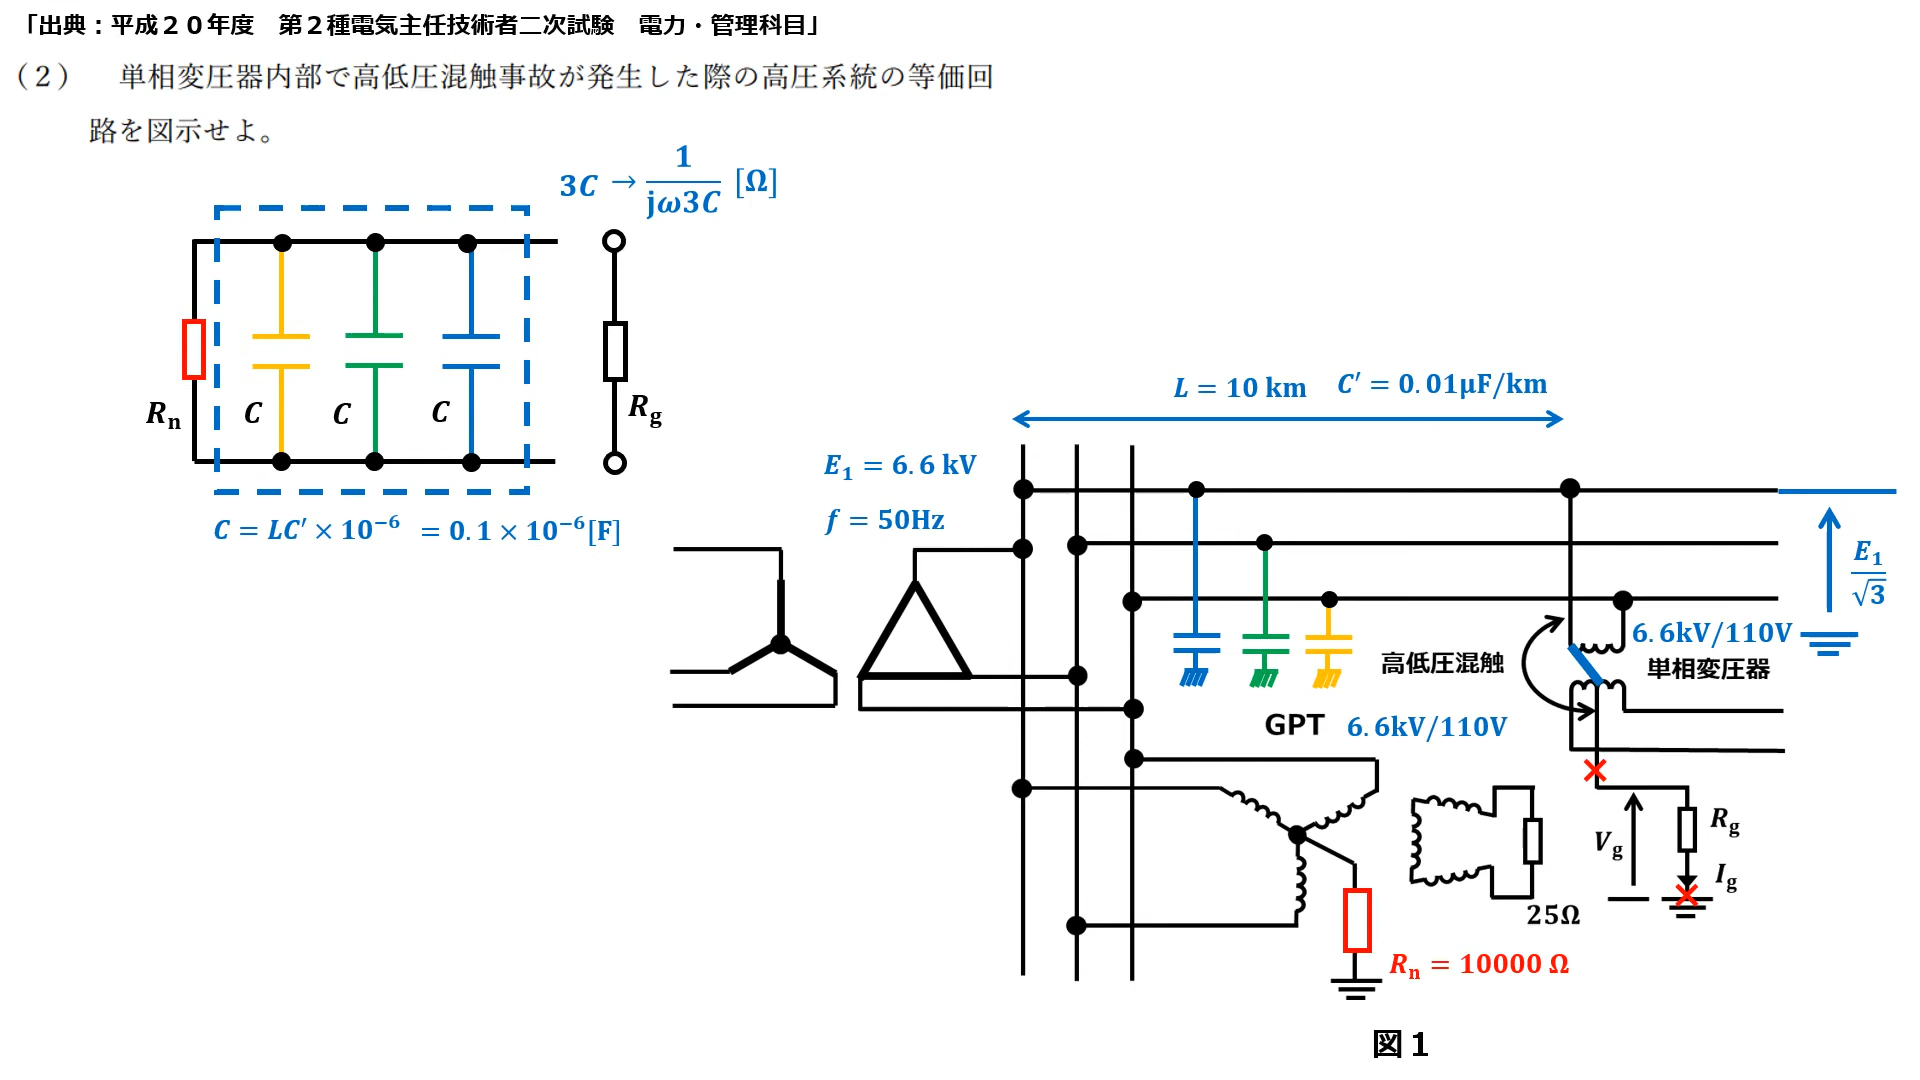 「出典：平成２０年度　第２種電気主任技術者二次試験　電力・管理科目」
（２）　単相変圧器内部で高低圧混触事故が発生した際の高圧系統の等価回
路を図示せよ。
3C → 1/jω3C [Ω]
Rn C C C Rg
C = LC′ × 10⁻⁶ = 0.1 × 10⁻⁶[F]
L = 10 km C′ = 0.01μF/km
E₁ = 6.6 kV
f = 50Hz
E₁/√3
6.6kV/110V
高低圧混触 単相変圧器
GPT 6.6kV/110V
Vg Rg
Ig
25Ω
Rn = 10000 Ω
図１